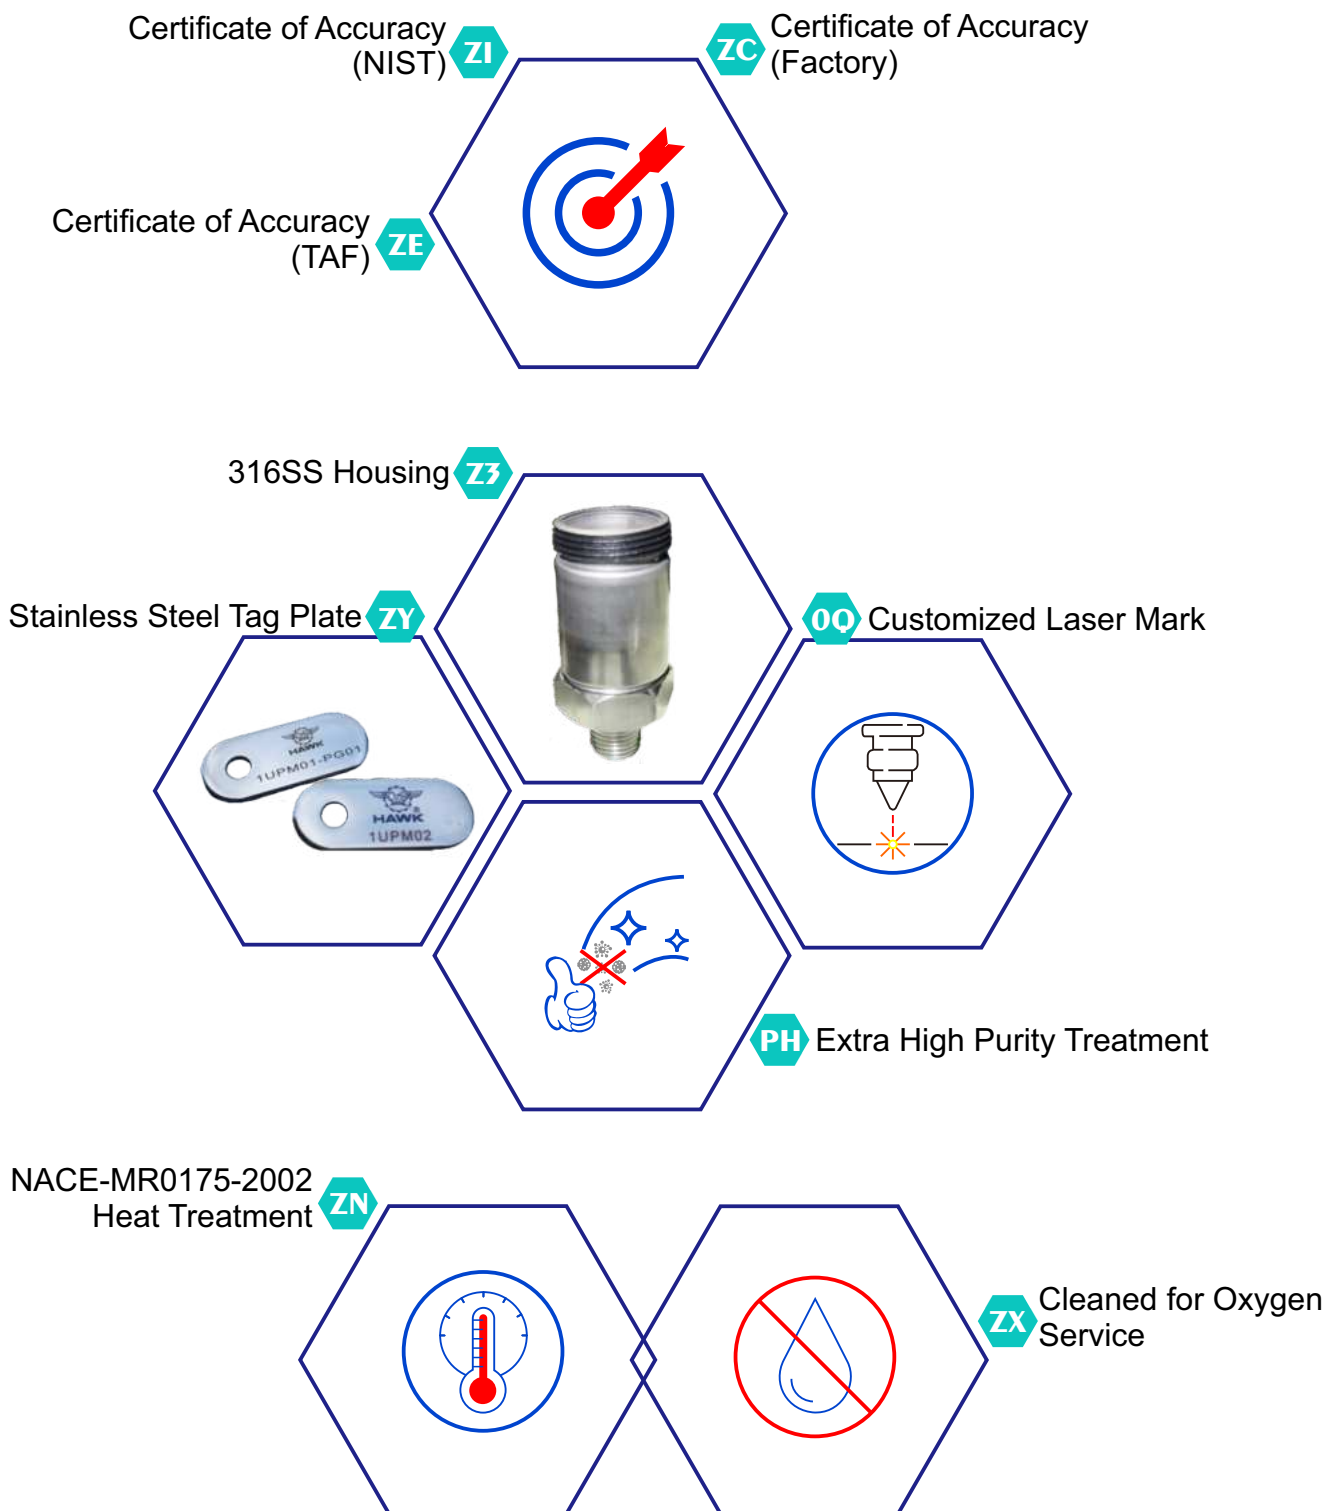 Certificate of Accuracy
(NIST)
ZI
ZC
Certificate of Accuracy
(Factory)
Certificate of Accuracy
(TAF)
ZE
316SS Housing
Z3
Stainless Steel Tag Plate
ZY
0Q
Customized Laser Mark
HAWK
1UPM01-PG01
HAWK
®
1UPM02
PH
Extra High Purity Treatment
NACE-MR0175-2002
Heat Treatment
ZN
ZX
Cleaned for Oxygen
Service